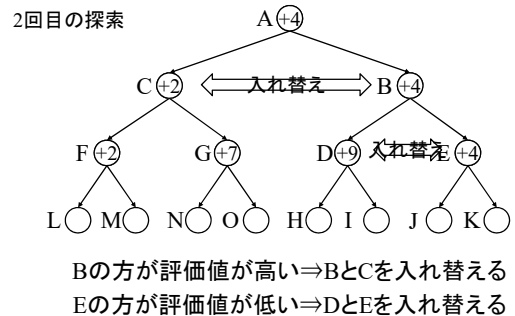 2回目の探索
A +4
C +2 入れ替え B +4
F +2 G +7 D +9 入れ替え E +4
L M N O H I J K
Bの方が評価値が高い⇒BとCを入れ替える
Eの方が評価値が低い⇒DとEを入れ替える